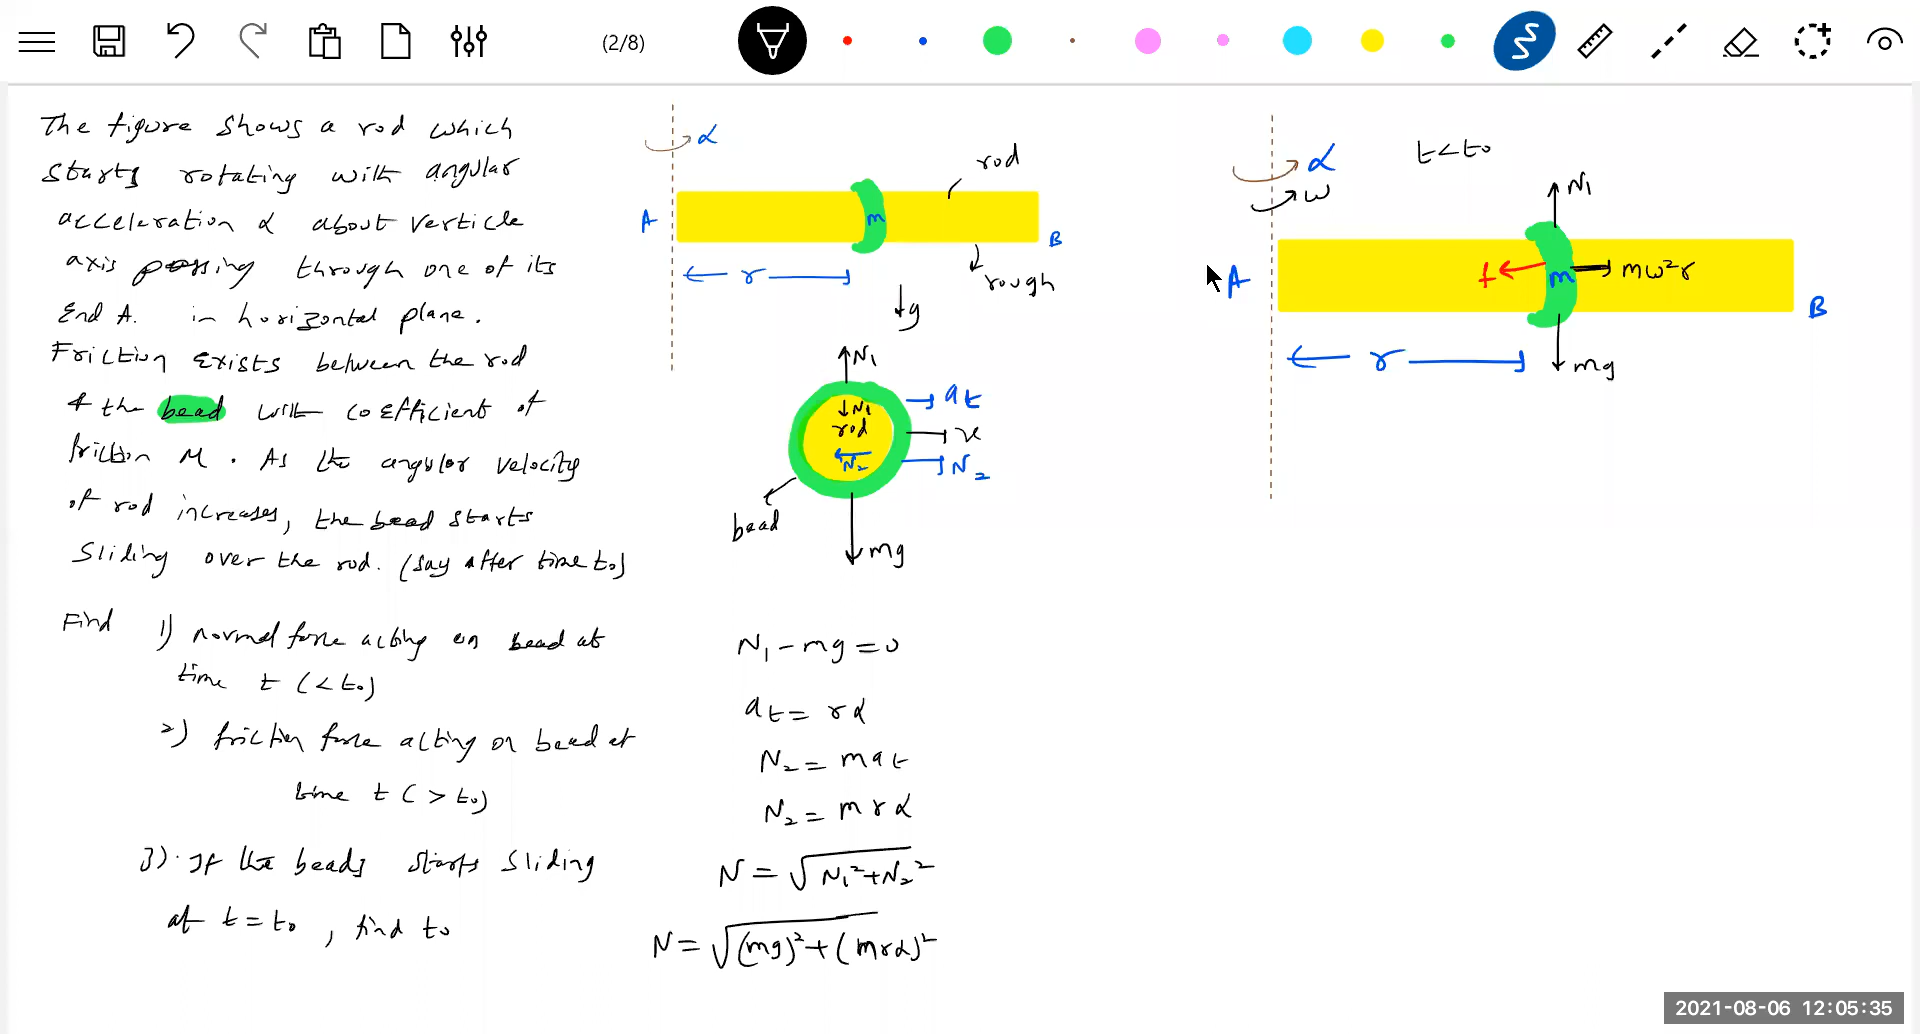 (2/8)
The figure shows a rod which
starts rotating with angular
acceleration α about verticle
axis passing through one of its
End A. in horizontal plane.
Friction exists between the rod
& the bead with coefficient of
friction M. As the angular velocity
of rod increases, the bead starts
sliding over the rod. (say after time t₀)
Find 1) normal force acting on bead at
time t (<t₀)
2) friction force acting on bead at
time t (>t₀)
3). If the beads starts sliding
at t=t₀, find t₀
α
rod
A
m
B
r
rough
g
N₁
at
N₁
rod
x
N₂
N₂
bead
mg
N₁-mg=0
at=rα
N₂=mat
N₂=mrα
N=√N₁²+N₂²
N=√(mg)²+(mrα)²
α
t<t₀
ω
N₁
f
m
mω²r
A
B
r
mg
2021-08-06 12:05:35